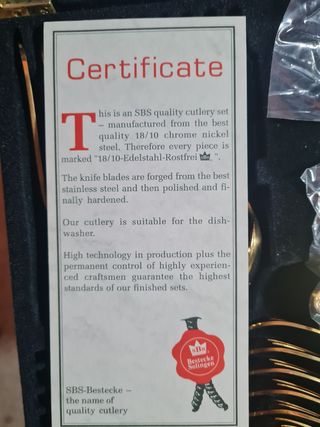 Certificate
This is an SBS quality cutlery set
– manufactured from the best
quality 18/10 chrome nickel
steel. Therefore every piece is
marked "18/10-Edelstahl-Rostfrei ".
The knife blades are forged from the best
stainless steel and then polished and fi-
nally hardened.
Our cutlery is suitable for the dish-
washer.
High technology in production plus the
permanent control of highly experien-
ced craftsmen guarantee the highest
standards of our finished sets.
SBS
Bestecke
Solingen
SBS-Bestecke –
the name of
quality cutlery